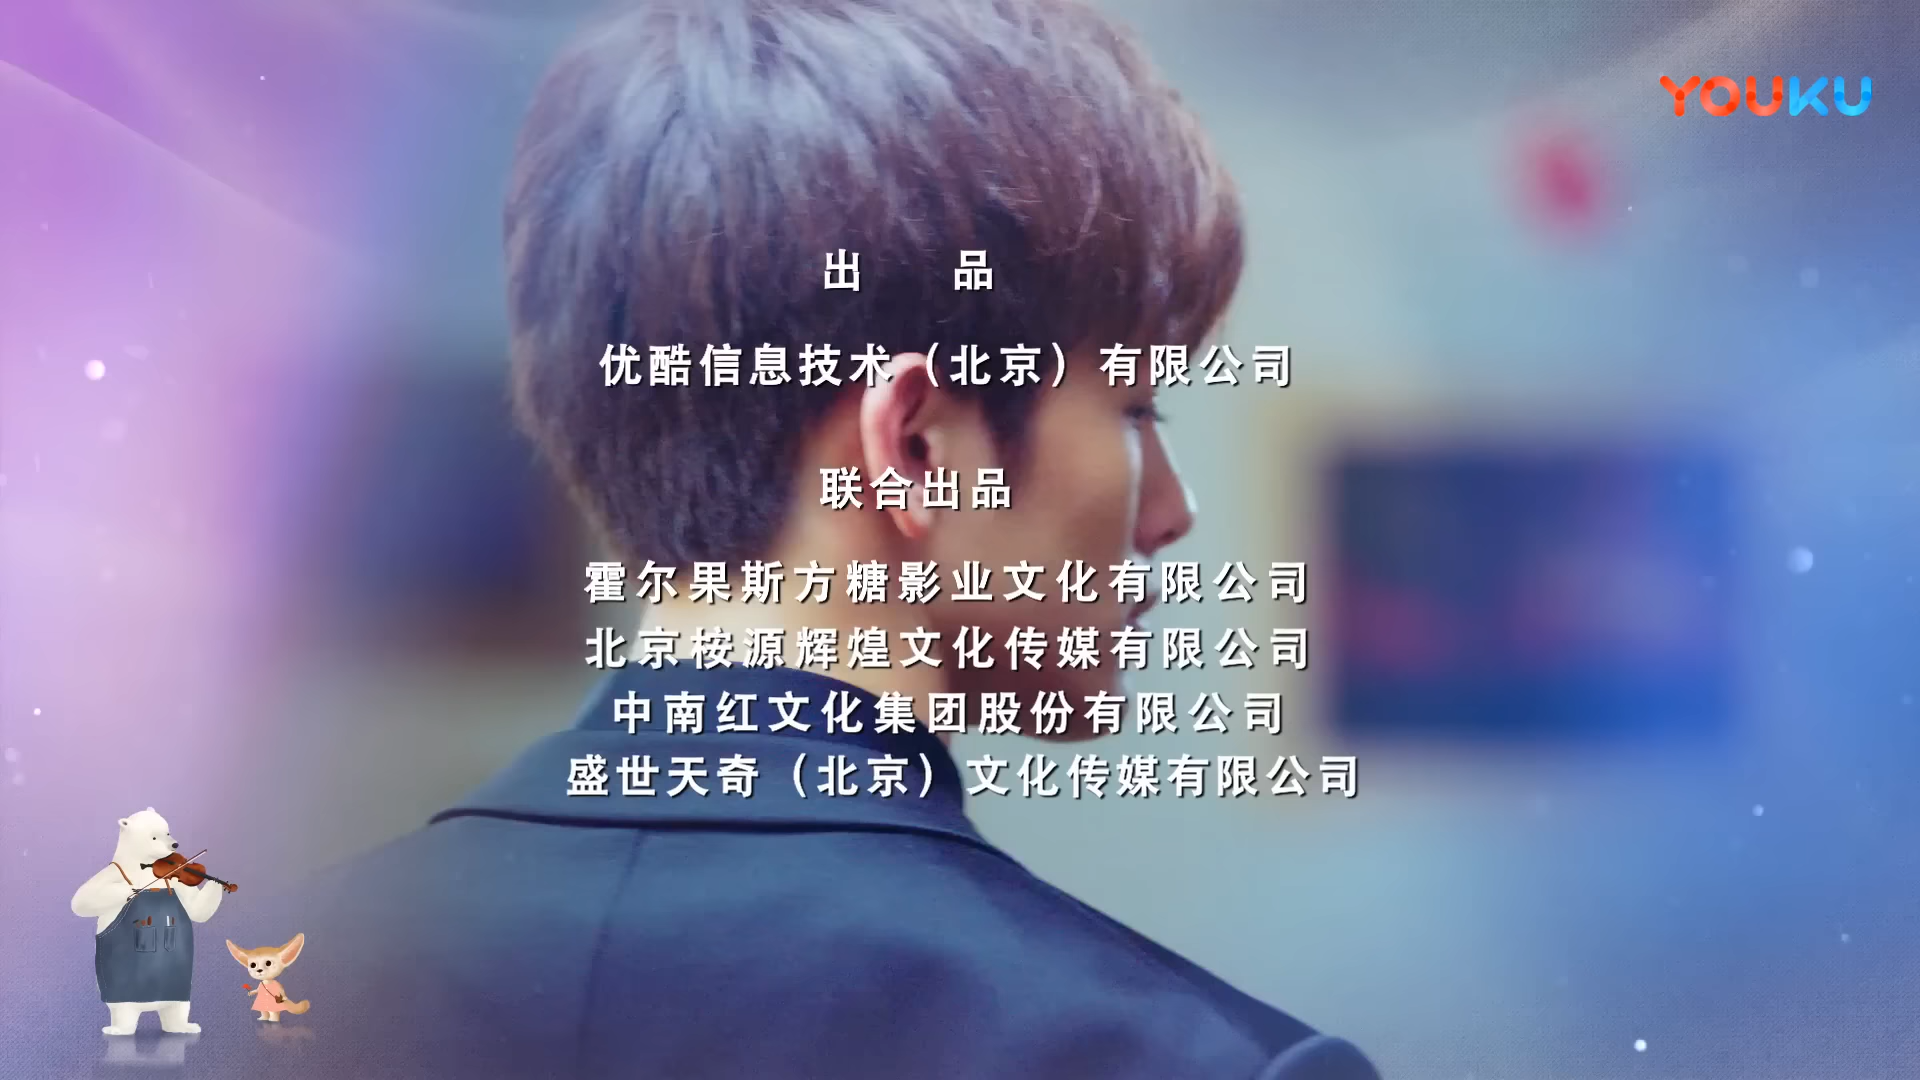 YOUKU
出 品
优酷信息技术（北京）有限公司
联合出品
霍尔果斯方糖影业文化有限公司
北京桉源辉煌文化传媒有限公司
中南红文化集团股份有限公司
盛世天奇（北京）文化传媒有限公司